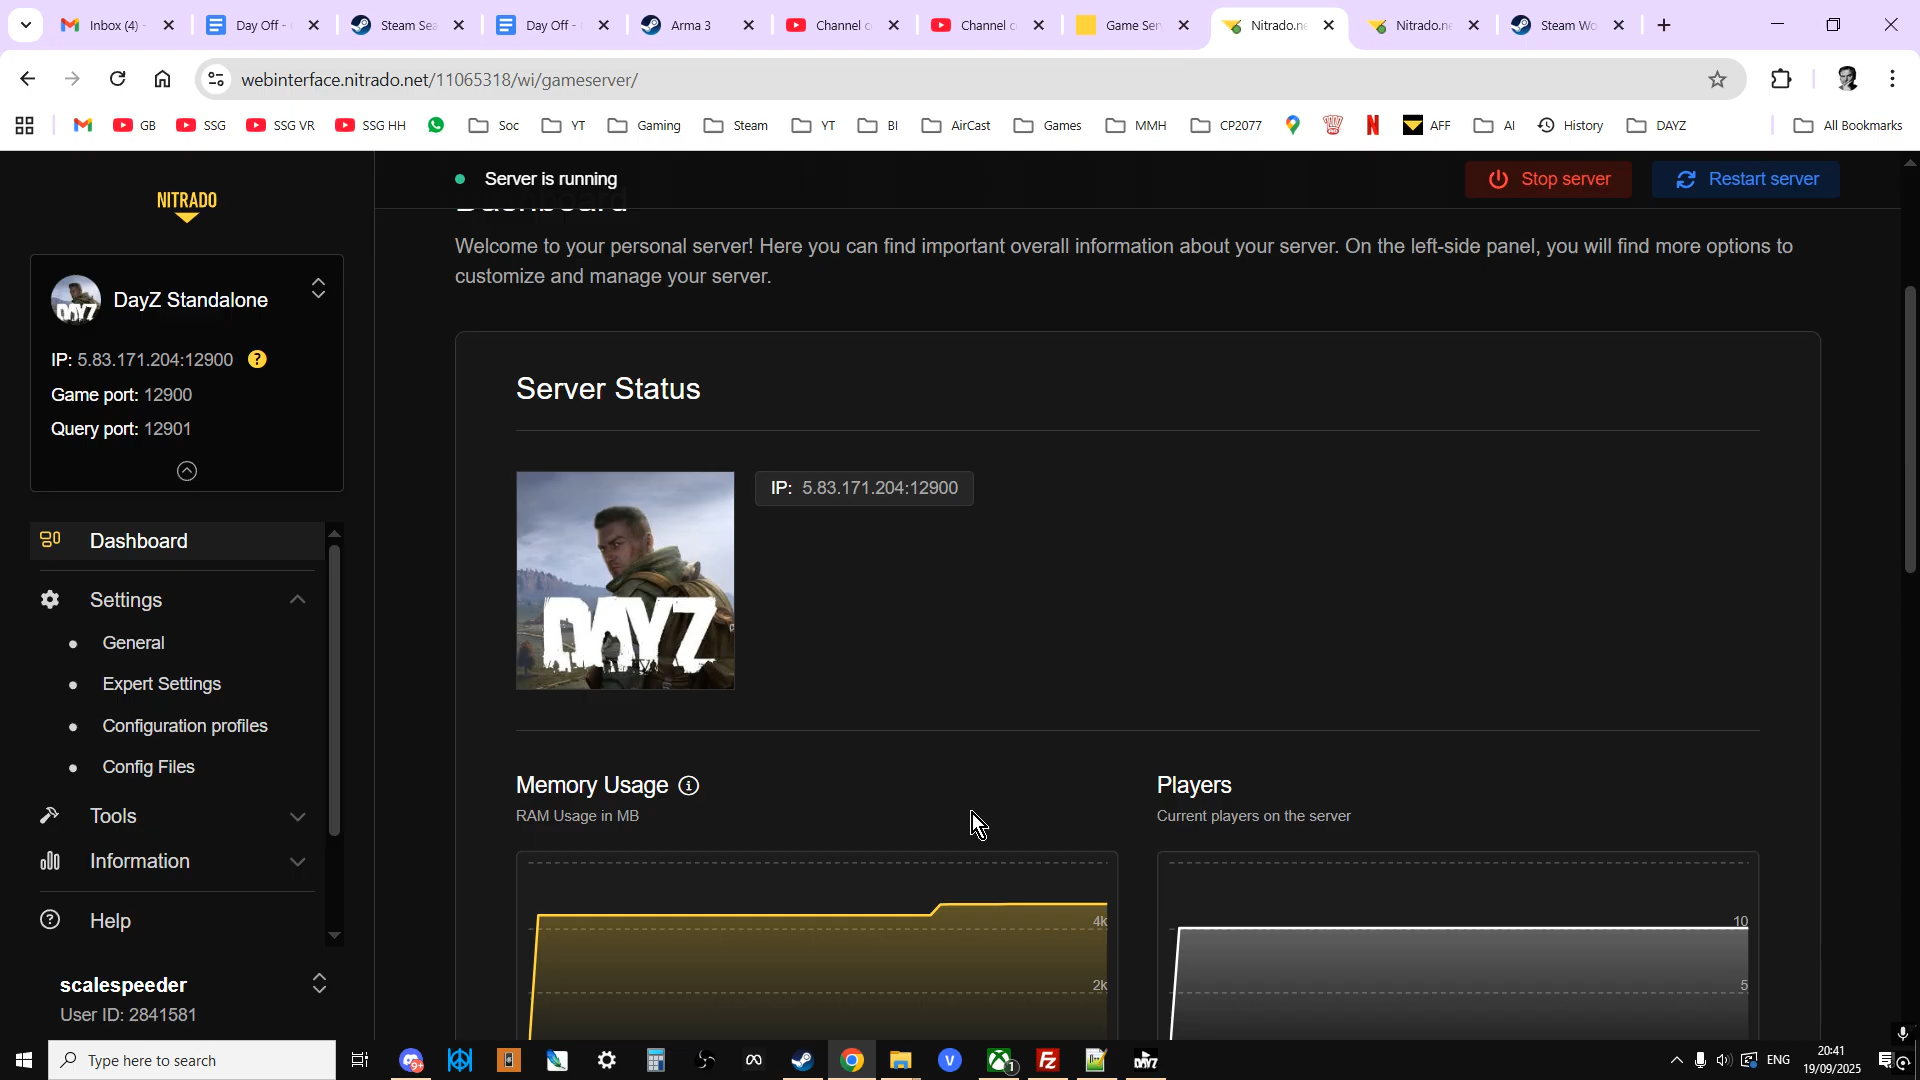 Inbox (4) -
Day Off -
Steam Sea
Day Off -
Arma 3
Channel c
Channel c
Game Ser
Nitrado.ne
Nitrado.ne
Steam Wo
webinterface.nitrado.net/11065318/wi/gameserver/
GB
SSG
SSG VR
SSG HH
Soc
YT
Gaming
Steam
YT
BI
AirCast
Games
MMH
CP2077
AFF
AI
History
DAYZ
All Bookmarks
NITRADO
Server is running
Stop server
Restart server
Dashboard
Welcome to your personal server! Here you can find important overall information about your server. On the left-side panel, you will find more options to
customize and manage your server.
DayZ Standalone
IP: 5.83.171.204:12900
Game port: 12900
Query port: 12901
Dashboard
Settings
General
Expert Settings
Configuration profiles
Config Files
Tools
Information
Help
scalespeeder
User ID: 2841581
Server Status
IP: 5.83.171.204:12900
DAYZ
Memory Usage
RAM Usage in MB
4k
2k
Players
Current players on the server
10
5
Type here to search
ENG
20:41
19/09/2025